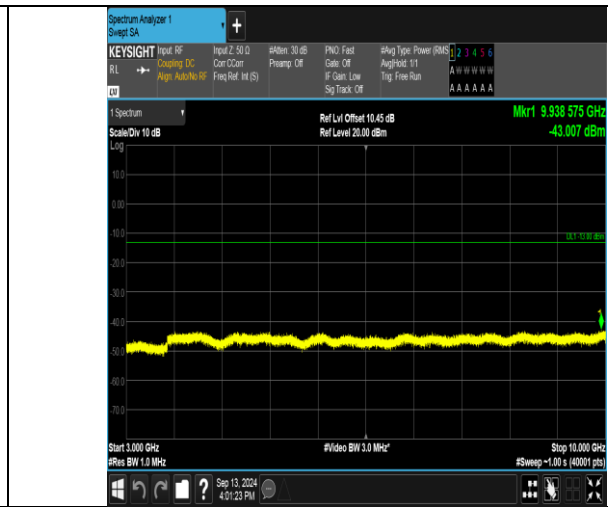 Spectrum Analyzer 1
Swept SA
+
KEYSIGHT Input: RF Input Z: 50 Ω #Atten: 30 dB PNO: Fast #Avg Type: Power (RMS 1 2 3 4 5 6
RL Coupling: DC Corr CCorr Preamp: Off Gate: Off Avg|Hold: 1/1 A W W W W W
Align: Auto/No RF Freq Ref: Int (S) IF Gain: Low Trig: Free Run
Sig Track: Off A A A A A A
1 Spectrum Ref Lvl Offset 10.45 dB Mkr1 9.938 575 GHz
Scale/Div 10 dB Ref Level 20.00 dBm -43.007 dBm
Log
10.0
0.00
-10.0
DL1 -13.00 dBm
-20.0
-30.0
-40.0
1
-50.0
-60.0
-70.0
Start 3.000 GHz #Video BW 3.0 MHz* Stop 10.000 GHz
#Res BW 1.0 MHz #Sweep ~1.00 s (40001 pts)
? Sep 13, 2024
4:01:23 PM